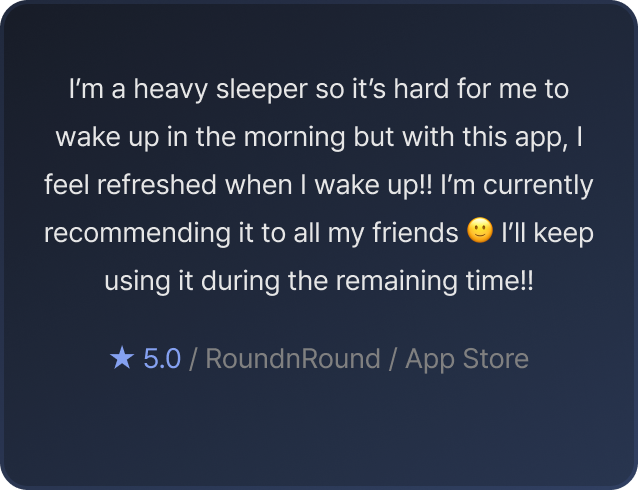 I’m a heavy sleeper so it’s hard for me to
wake up in the morning but with this app, I
feel refreshed when I wake up!! I’m currently
recommending it to all my friends 🙂 I’ll keep
using it during the remaining time!!
★ 5.0 / RoundnRound / App Store